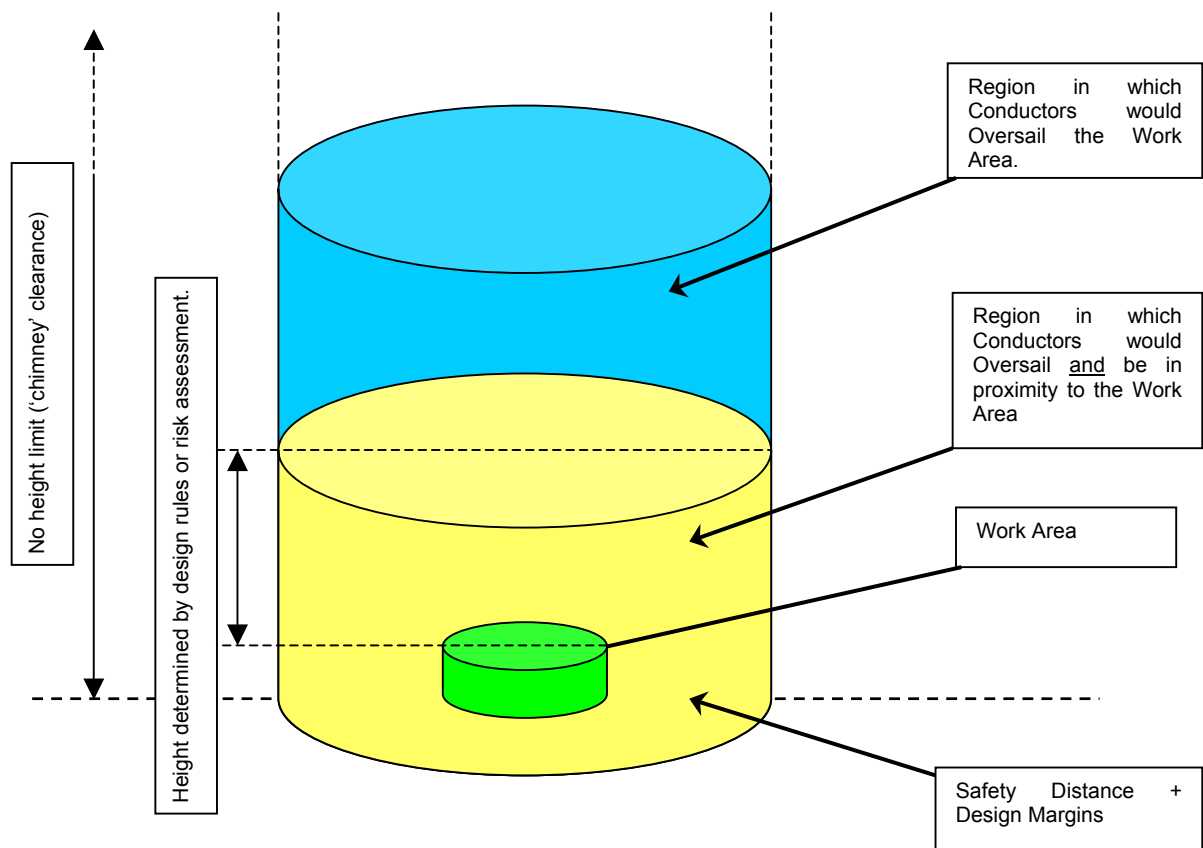 No height limit (‘chimney’ clearance)
Height determined by design rules or risk assessment.
Region in which
Conductors would
Oversail the Work
Area.
Region in which
Conductors would
Oversail and be in
proximity to the Work
Area
Work Area
Safety Distance +
Design Margins